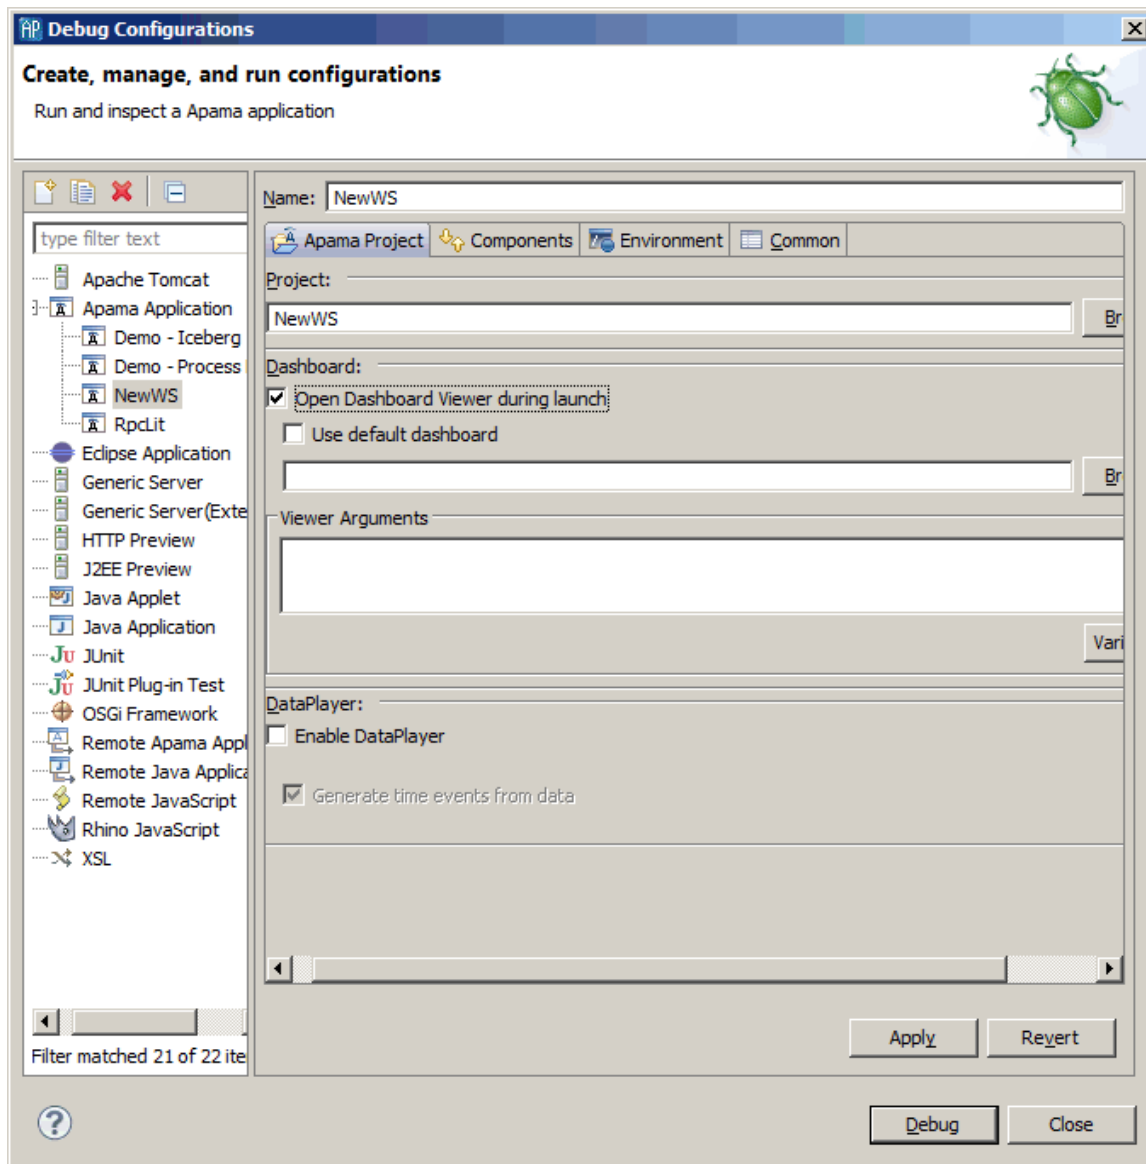 Debug Configurations
Create, manage, and run configurations
Run and inspect a Apama application
type filter text
Apache Tomcat
Apama Application
Demo - Iceberg
Demo - Process
NewWS
RpcLit
Eclipse Application
Generic Server
Generic Server(Exte
HTTP Preview
J2EE Preview
Java Applet
Java Application
JUnit
JUnit Plug-in Test
OSGi Framework
Remote Apama Appl
Remote Java Applica
Remote JavaScript
Rhino JavaScript
XSL
Filter matched 21 of 22 ite
Name: NewWS
Apama Project Components Environment Common
Project:
NewWS Br
Dashboard:
Open Dashboard Viewer during launch
Use default dashboard
Br
Viewer Arguments
Vari
DataPlayer:
Enable DataPlayer
Generate time events from data
Apply Revert
? Debug Close